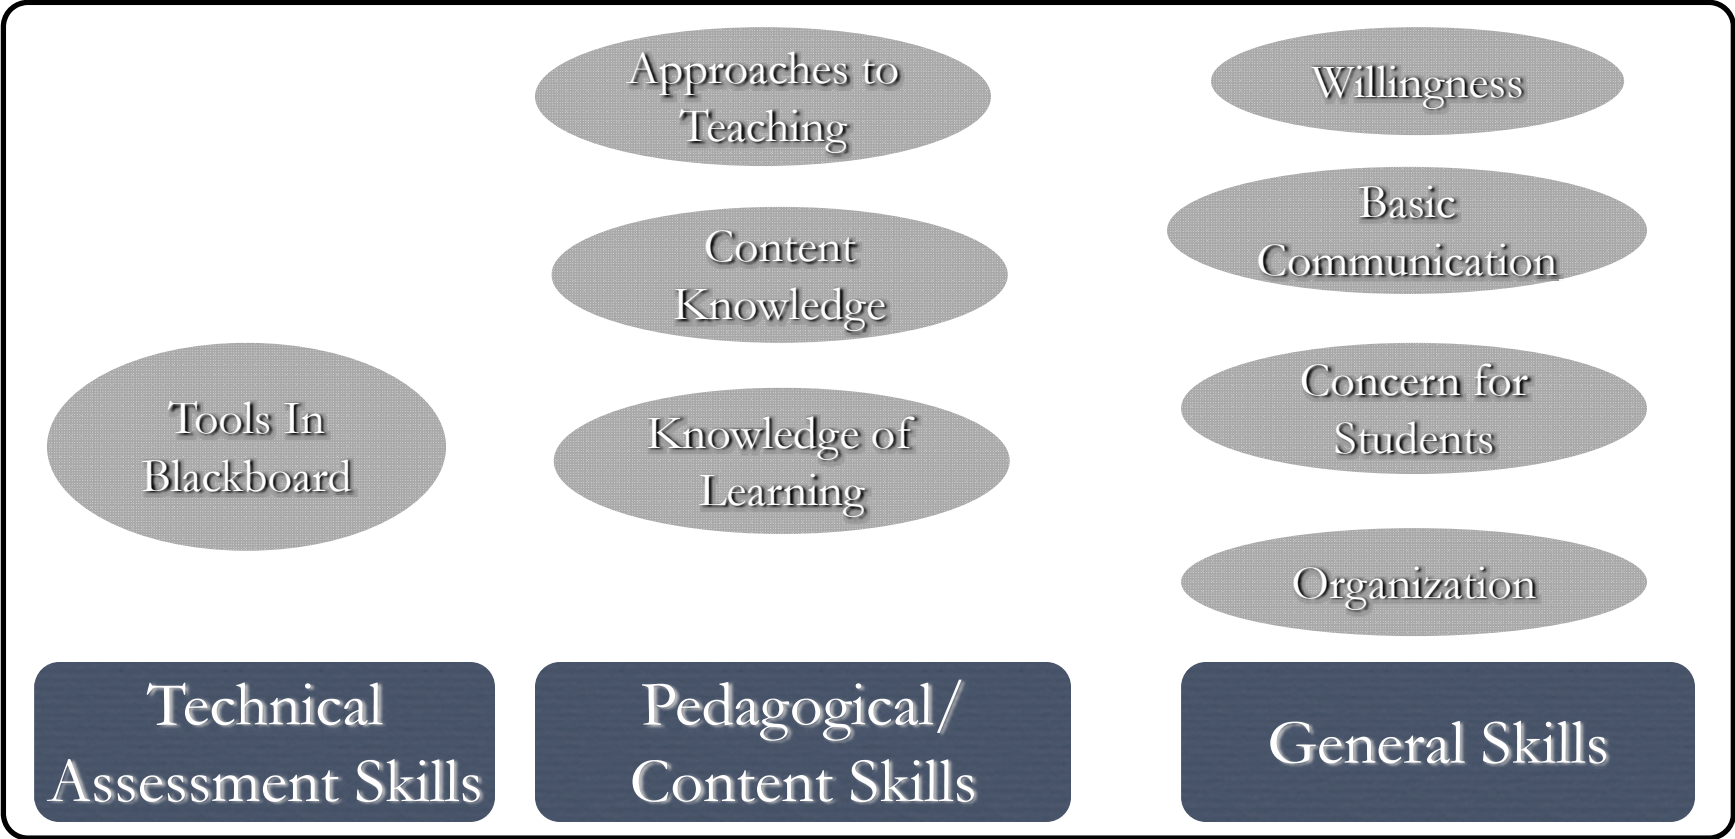 Approaches to
Teaching
Willingness
Basic
Communication
Content
Knowledge
Tools In
Blackboard
Knowledge of
Learning
Concern for
Students
Organization
Technical
Assessment Skills
Pedagogical/
Content Skills
General Skills